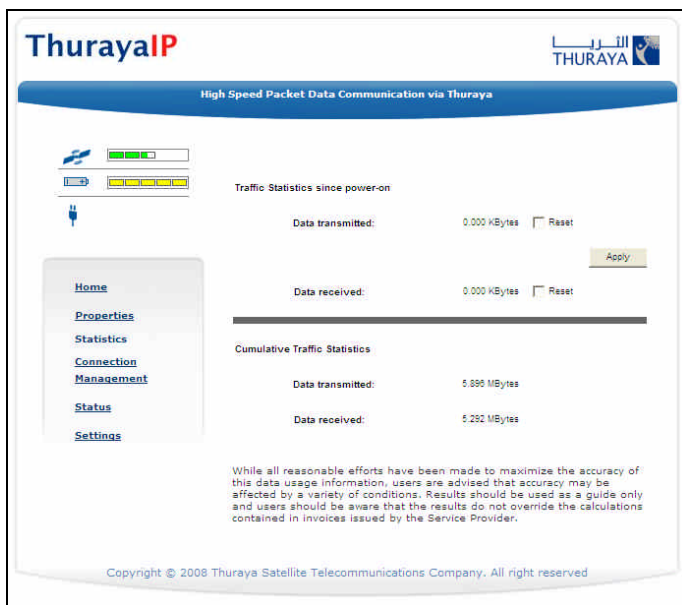 ThurayaIP
الثريا
THURAYA
High Speed Packet Data Communication via Thuraya
Traffic Statistics since power-on
Data transmitted: 0.000 KBytes Reset
Apply
Data received: 0.000 KBytes Reset
Home
Properties
Statistics
Connection
Management
Status
Settings
Cumulative Traffic Statistics
Data transmitted: 5.896 MBytes
Data received: 5.292 MBytes
While all reasonable efforts have been made to maximize the accuracy of
this data usage information, users are advised that accuracy may be
affected by a variety of conditions. Results should be used as a guide only
and users should be aware that the results do not override the calculations
contained in invoices issued by the Service Provider.
Copyright © 2008 Thuraya Satellite Telecommunications Company. All right reserved